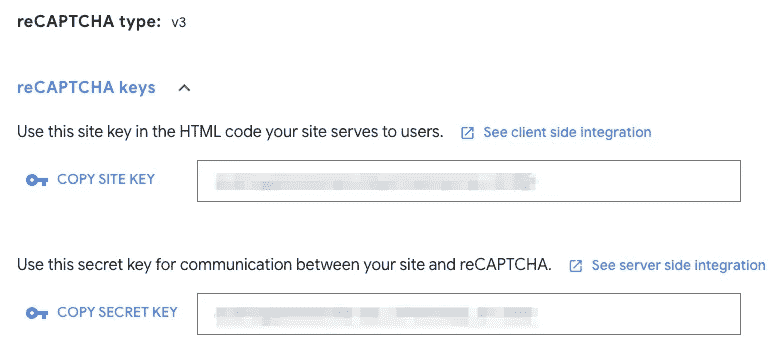 reCAPTCHA type: v3
reCAPTCHA keys
Use this site key in the HTML code your site serves to users. See client side integration
COPY SITE KEY
Use this secret key for communication between your site and reCAPTCHA. See server side integration
COPY SECRET KEY